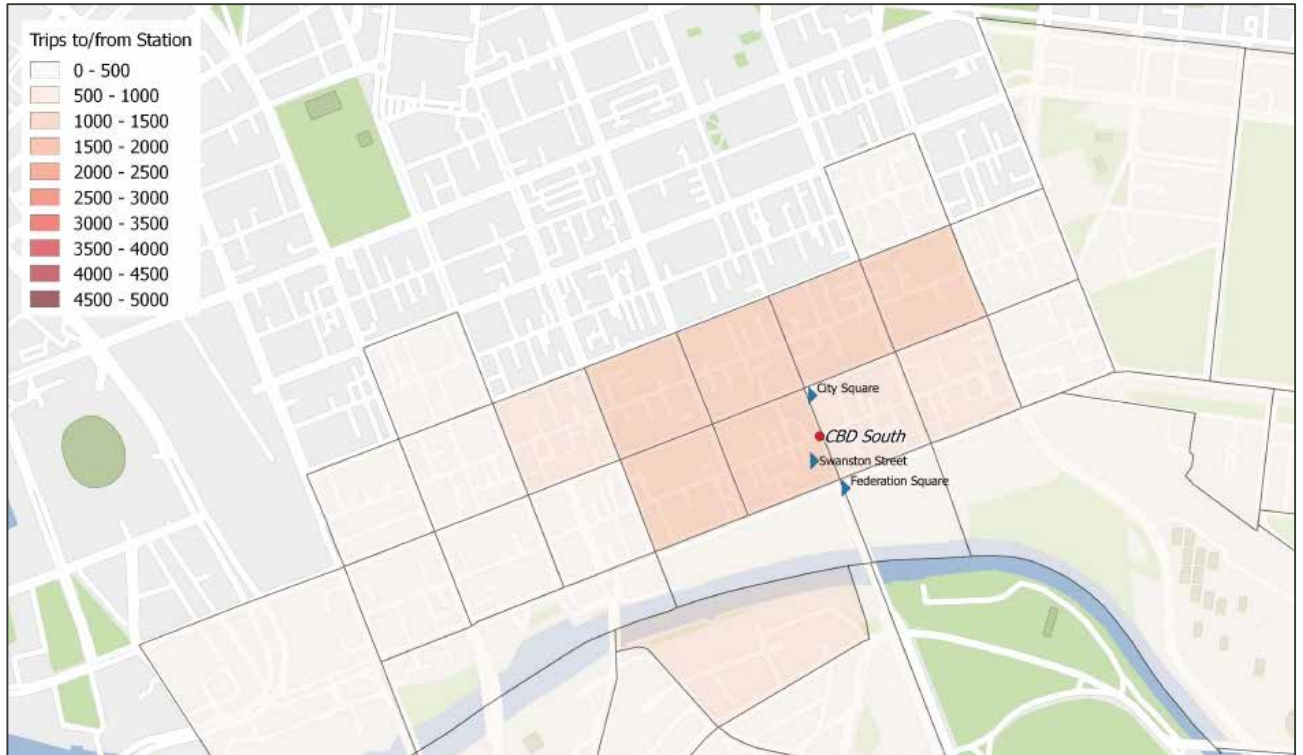 Trips to/from Station
0 - 500
500 - 1000
1000 - 1500
1500 - 2000
2000 - 2500
2500 - 3000
3000 - 3500
3500 - 4000
4000 - 4500
4500 - 5000
City Square
CBD South
Swanston Street
Federation Square